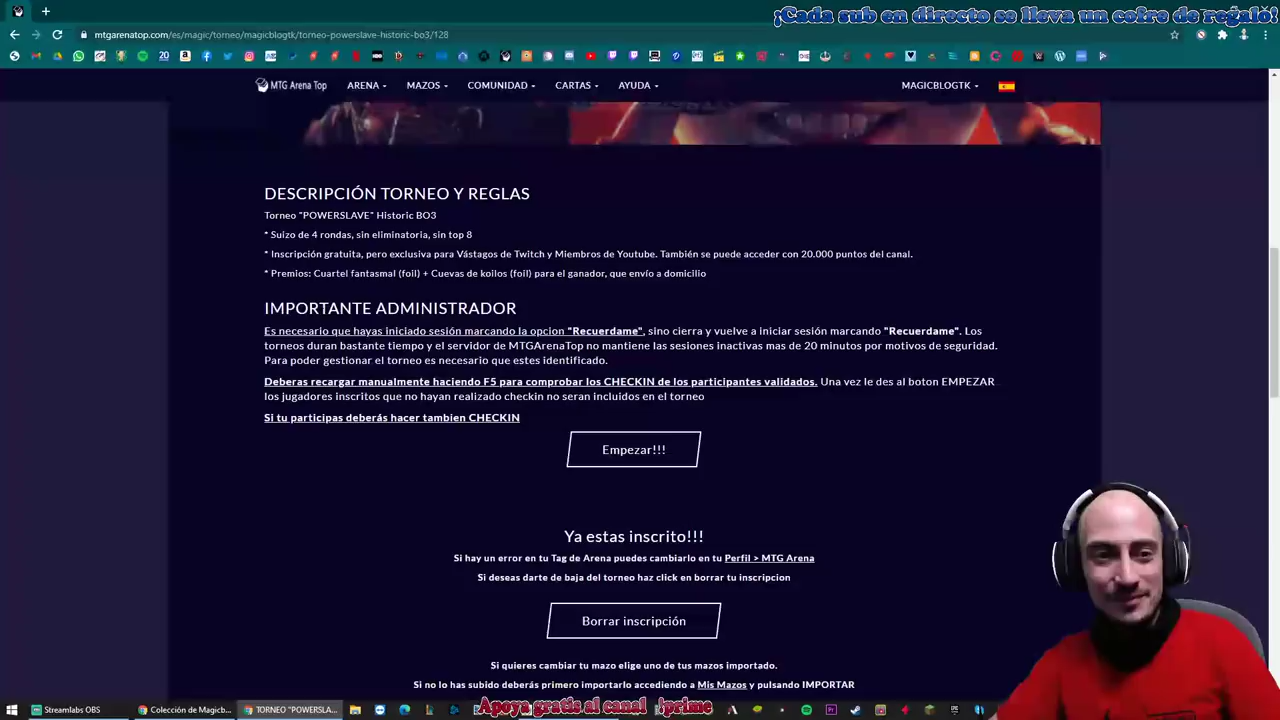 ¡Cada sub en directo se lleva un cofre de regalo!
mtgarenatop.com/es/magic/torneo/magicblogtk/torneo-powerslave-historic-bo3/128
MTG Arena Top ARENA MAZOS COMUNIDAD CARTAS AYUDA MAGICBLOGTK
DESCRIPCIÓN TORNEO Y REGLAS
Torneo "POWERSLAVE" Historic BO3
* Suizo de 4 rondas, sin eliminatoria, sin top 8
* Inscripción gratuita, pero exclusiva para Vástagos de Twitch y Miembros de Youtube. También se puede acceder con 20.000 puntos del canal.
* Premios: Cuartel fantasmal (foil) + Cuevas de koilos (foil) para el ganador, que envío a domicilio
IMPORTANTE ADMINISTRADOR
Es necesario que hayas iniciado sesión marcando la opcion "Recuerdame", sino cierra y vuelve a iniciar sesión marcando "Recuerdame". Los
torneos duran bastante tiempo y el servidor de MTGArenaTop no mantiene las sesiones inactivas mas de 20 minutos por motivos de seguridad.
Para poder gestionar el torneo es necesario que estes identificado.
Deberas recargar manualmente haciendo F5 para comprobar los CHECKIN de los participantes validados. Una vez le des al boton EMPEZAR
los jugadores inscritos que no hayan realizado checkin no seran incluidos en el torneo
Si tu participas deberás hacer tambien CHECKIN
Empezar!!!
Ya estas inscrito!!!
Si hay un error en tu Tag de Arena puedes cambiarlo en tu Perfil > MTG Arena
Si deseas darte de baja del torneo haz click en borrar tu inscripcion
Borrar inscripción
Si quieres cambiar tu mazo elige uno de tus mazos importado.
Si no lo has subido deberás primero importarlo accediendo a Mis Mazos y pulsando IMPORTAR
Streamlabs OBS Colección de Magicb... TORNEO "POWERSLA... Apoya gratis al canal !prime